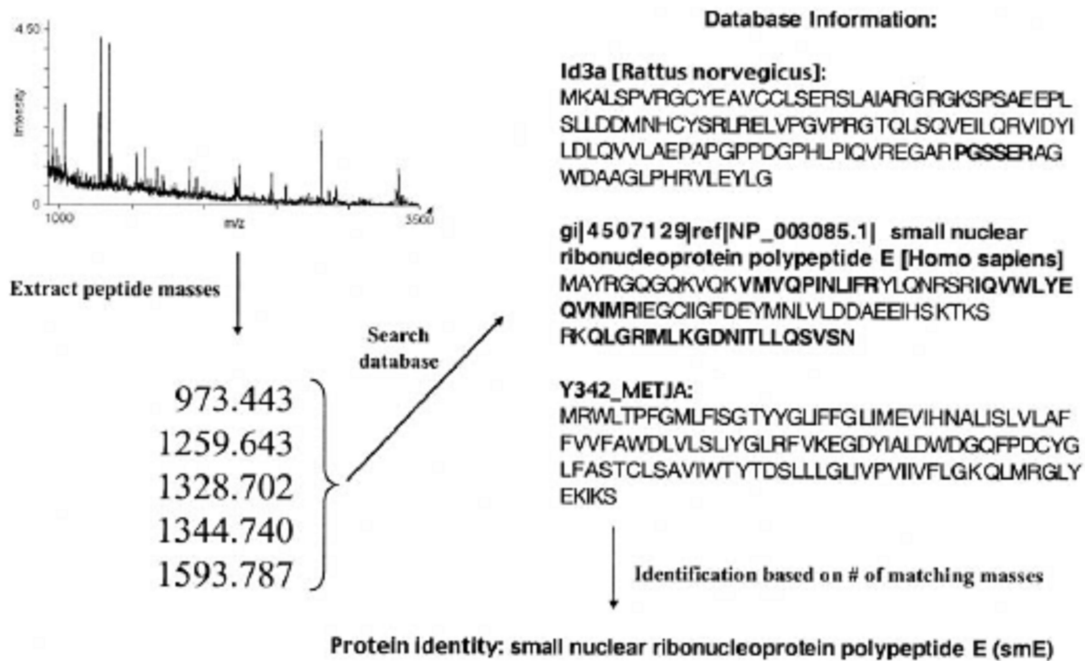 4.50
Intensity
0
1000
m/z
3500
Extract peptide masses
973.443
1259.643
1328.702
1344.740
1593.787
Search
database
Database Information:
Id3a [Rattus norvegicus]:
MKALSPVRGCYEAVCCLSERSLAIARGRGKSPSAEEPL
SLLDDMNHCYSRLRELVPGVPRGTQLSQVEILQRVIDYI
LDLQVVLAEPAPGPPDGPHLPIQVREGARPGSSERAG
WDAAGLPHRVLEYLG
gi|4507129|ref|NP_003085.1| small nuclear
ribonucleoprotein polypeptide E [Homo sapiens]
MAYRGQGQKVQKVMVQPINLIFRYLQNRSRIQVWLYE
QVNMRIEGCIIGFDEYMNLVLDDAEEIHSKTKS
RKQLGRIMLKGDNITLLQSVSN
Y342_METJA:
MRWLTPFGMLFISGTYYGLIFFGLIMEVIHNALISLVLAF
FVVFAWDLVLSLIYGLRFVKEGDYIALDWDGQFPDCYG
LFASTCLSAVIWTYTDSLLLGLIVPVIIVFLGKQLMRGLY
EKIKS
Identification based on # of matching masses
Protein identity: small nuclear ribonucleoprotein polypeptide E (smE)